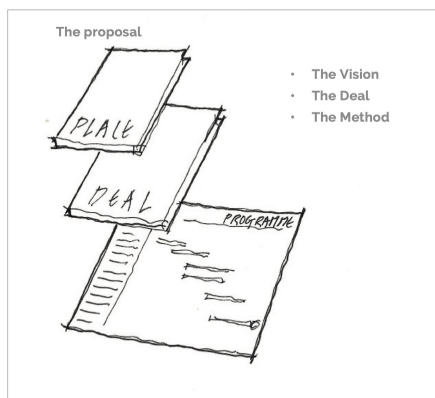 The proposal
• The Vision
• The Deal
• The Method
PLACE
DEAL
PROGRAMME